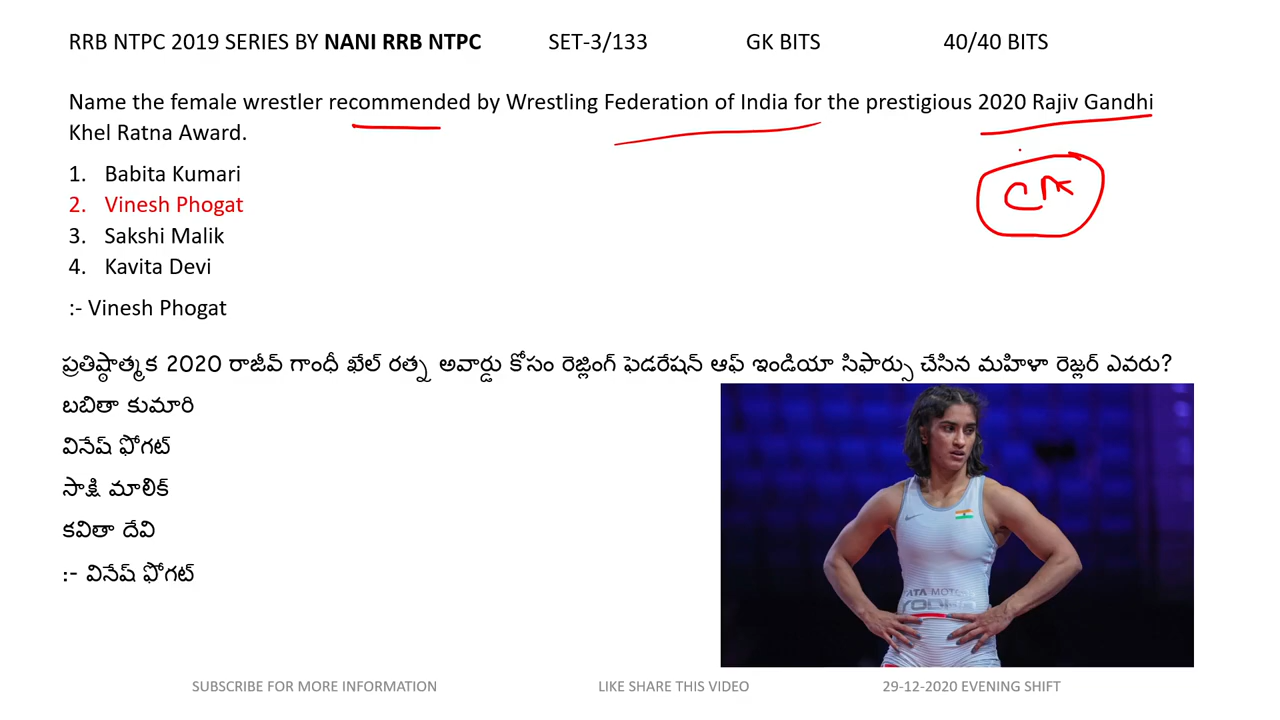 RRB NTPC 2019 SERIES BY NANI RRB NTPC SET-3/133 GK BITS 40/40 BITS
Name the female wrestler recommended by Wrestling Federation of India for the prestigious 2020 Rajiv Gandhi
Khel Ratna Award.
CA
1. Babita Kumari
2. Vinesh Phogat
3. Sakshi Malik
4. Kavita Devi
:- Vinesh Phogat
ప్రతిష్ఠాత్మక 2020 రాజీవ్ గాంధీ ఖేల్ రత్న అవార్డు కోసం రెజ్లింగ్ ఫెడరేషన్ ఆఫ్ ఇండియా సిఫార్సు చేసిన మహిళా రెజ్లర్ ఎవరు?
బబితా కుమారి
వినేష్ ఫోగట్
సాక్షి మాలిక్
కవితా దేవి
:- వినేష్ ఫోగట్
TATA MOTORS
YODHA
SUBSCRIBE FOR MORE INFORMATION LIKE SHARE THIS VIDEO 29-12-2020 EVENING SHIFT